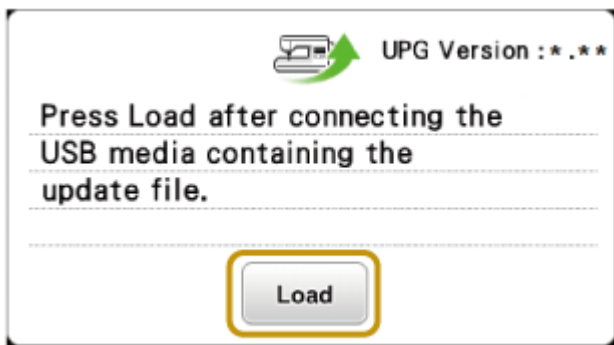 UPG Version :*.**
Press Load after connecting the
USB media containing the
update file.
Load